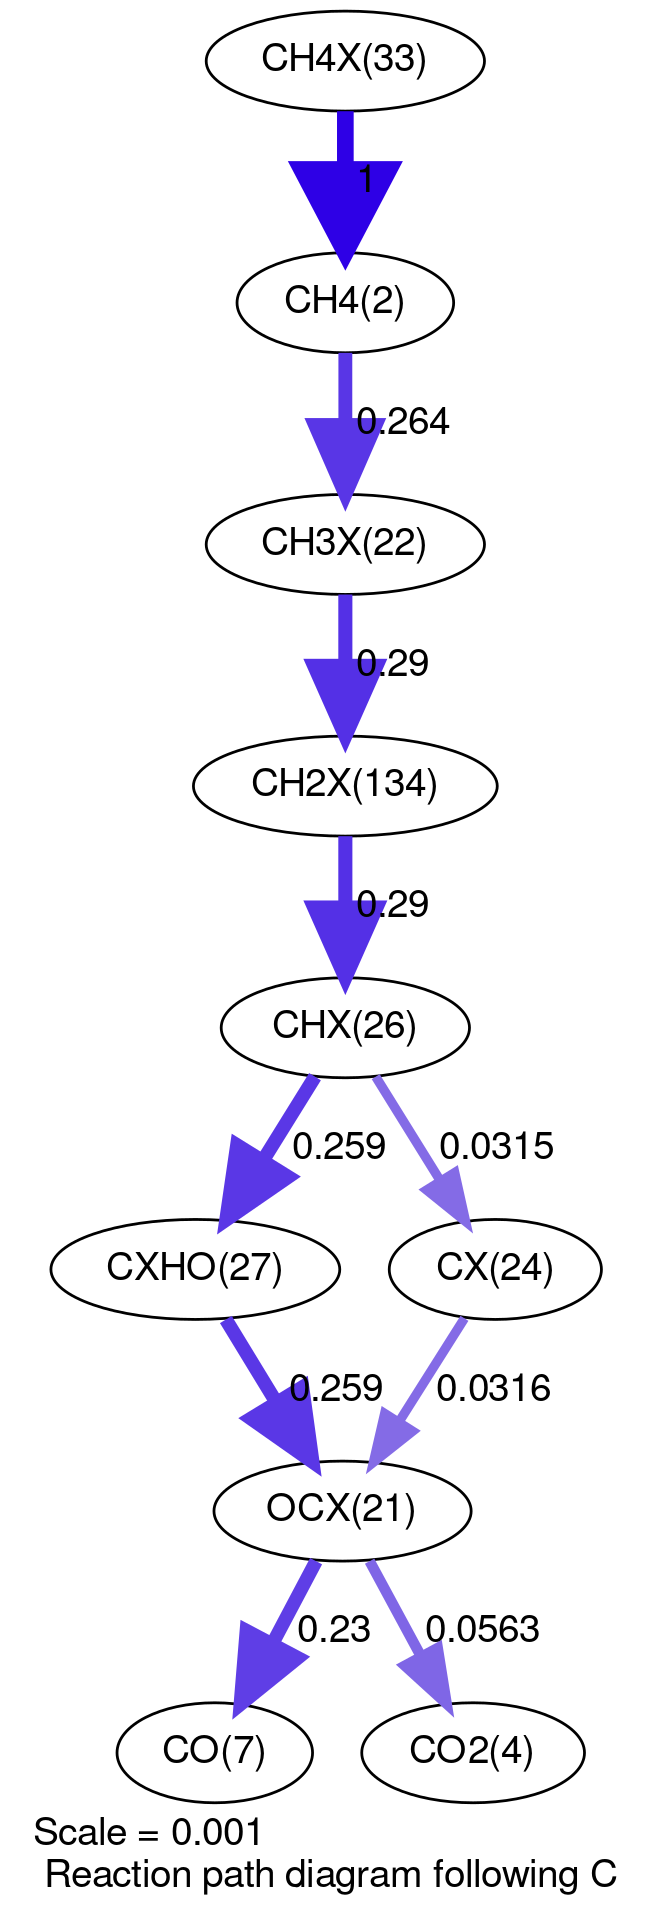 CH4X(33)
1
CH4(2)
0.264
CH3X(22)
0.29
CH2X(134)
0.29
CHX(26)
0.259
0.0315
CXHO(27)
CX(24)
0.259
0.0316
OCX(21)
0.23
0.0563
CO(7)
CO2(4)
Scale = 0.001
Reaction path diagram following C